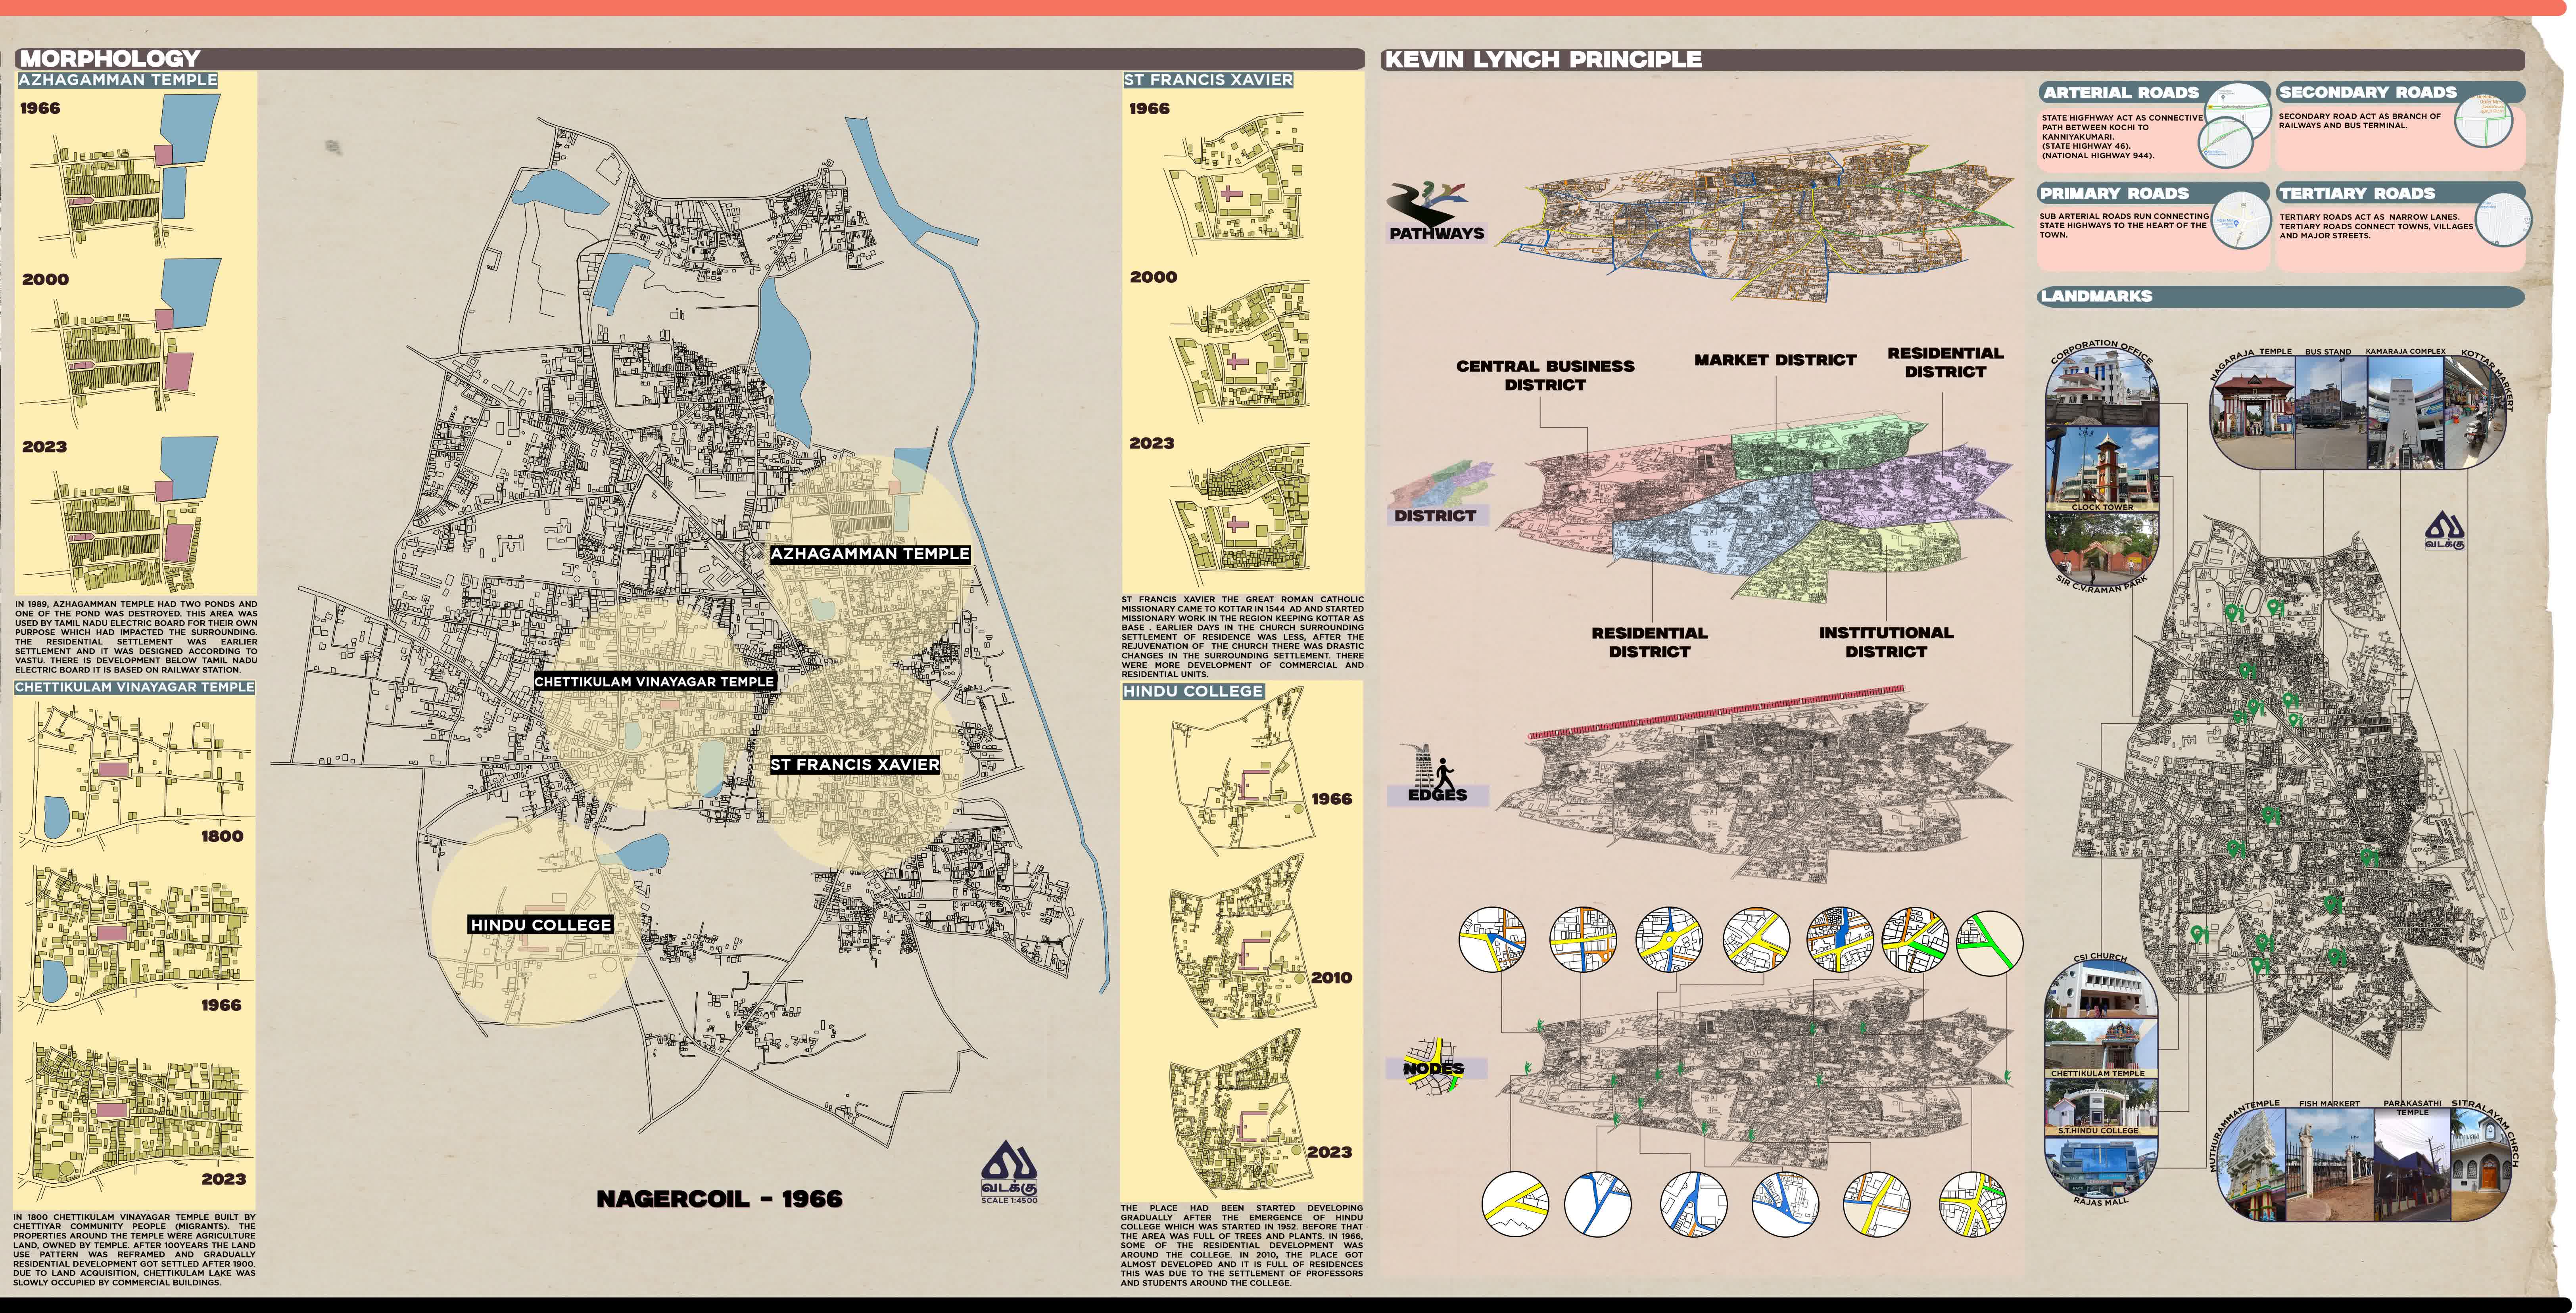 MORPHOLOGY
AZHAGAMMAN TEMPLE
1966
2000
2023
IN 1989, AZHAGAMMAN TEMPLE HAD TWO PONDS AND
ONE OF THE POND WAS DESTROYED. THIS AREA WAS
USED BY TAMIL NADU ELECTRIC BOARD FOR THEIR OWN
PURPOSE WHICH HAD IMPACTED THE SURROUNDING.
THE RESIDENTIAL SETTLEMENT WAS EARLIER
SETTLEMENT AND IT WAS DESIGNED ACCORDING TO
VASTU. THERE IS DEVELOPMENT BELOW TAMIL NADU
ELECTRIC BOARD IT IS BASED ON RAILWAY STATION.
CHETTIKULAM VINAYAGAR TEMPLE
1800
1966
2023
IN 1800 CHETTIKULAM VINAYAGAR TEMPLE BUILT BY
CHETTIYAR COMMUNITY PEOPLE (MIGRANTS). THE
PROPERTIES AROUND THE TEMPLE WERE AGRICULTURE
LAND, OWNED BY TEMPLE. AFTER 100YEARS THE LAND
USE PATTERN WAS REFRAMED AND GRADUALLY
RESIDENTIAL DEVELOPMENT GOT SETTLED AFTER 1900.
DUE TO LAND ACQUISITION, CHETTIKULAM LAKE WAS
SLOWLY OCCUPIED BY COMMERCIAL BUILDINGS.
AZHAGAMMAN TEMPLE
CHETTIKULAM VINAYAGAR TEMPLE
ST FRANCIS XAVIER
HINDU COLLEGE
NAGERCOIL - 1966
வடக்கு
SCALE 1:4500
ST FRANCIS XAVIER
1966
2000
2023
ST FRANCIS XAVIER THE GREAT ROMAN CATHOLIC
MISSIONARY CAME TO KOTTAR IN 1544 AD AND STARTED
MISSIONARY WORK IN THE REGION KEEPING KOTTAR AS
BASE . EARLIER DAYS IN THE CHURCH SURROUNDING
SETTLEMENT OF RESIDENCE WAS LESS, AFTER THE
REJUVENATION OF THE CHURCH THERE WAS DRASTIC
CHANGES IN THE SURROUNDING SETTLEMENT. THERE
WERE MORE DEVELOPMENT OF COMMERCIAL AND
RESIDENTIAL UNITS.
HINDU COLLEGE
1966
2010
2023
THE PLACE HAD BEEN STARTED DEVELOPING
GRADUALLY AFTER THE EMERGENCE OF HINDU
COLLEGE WHICH WAS STARTED IN 1952. BEFORE THAT
THE AREA WAS FULL OF TREES AND PLANTS. IN 1966,
SOME OF THE RESIDENTIAL DEVELOPMENT WAS
AROUND THE COLLEGE. IN 2010, THE PLACE GOT
ALMOST DEVELOPED AND IT IS FULL OF RESIDENCES
THIS WAS DUE TO THE SETTLEMENT OF PROFESSORS
AND STUDENTS AROUND THE COLLEGE.
KEVIN LYNCH PRINCIPLE
PATHWAYS
CENTRAL BUSINESS
DISTRICT
MARKET DISTRICT
RESIDENTIAL
DISTRICT
DISTRICT
RESIDENTIAL
DISTRICT
INSTITUTIONAL
DISTRICT
EDGES
NODES
ARTERIAL ROADS
STATE HIGFHWAY ACT AS CONNECTIVE
PATH BETWEEN KOCHI TO
KANNIYAKUMARI.
(STATE HIGHWAY 46).
(NATIONAL HIGHWAY 944).
SECONDARY ROADS
SECONDARY ROAD ACT AS BRANCH OF
RAILWAYS AND BUS TERMINAL.
PRIMARY ROADS
SUB ARTERIAL ROADS RUN CONNECTING
STATE HIGHWAYS TO THE HEART OF THE
TOWN.
TERTIARY ROADS
TERTIARY ROADS ACT AS NARROW LANES.
TERTIARY ROADS CONNECT TOWNS, VILLAGES
AND MAJOR STREETS.
LANDMARKS
CORPORATION OFFICE
CLOCK TOWER
SIR C.V.RAMAN PARK
NAGARAJA TEMPLE
BUS STAND
KAMARAJA COMPLEX
KOTTAR MARKERT
வடக்கு
CSI CHURCH
CHETTIKULAM TEMPLE
S.T.HINDU COLLEGE
RAJAS MALL
MUTHURAMMANTEMPLE
FISH MARKERT
PARAKASATHI
TEMPLE
SITRALAYAM CHURCH